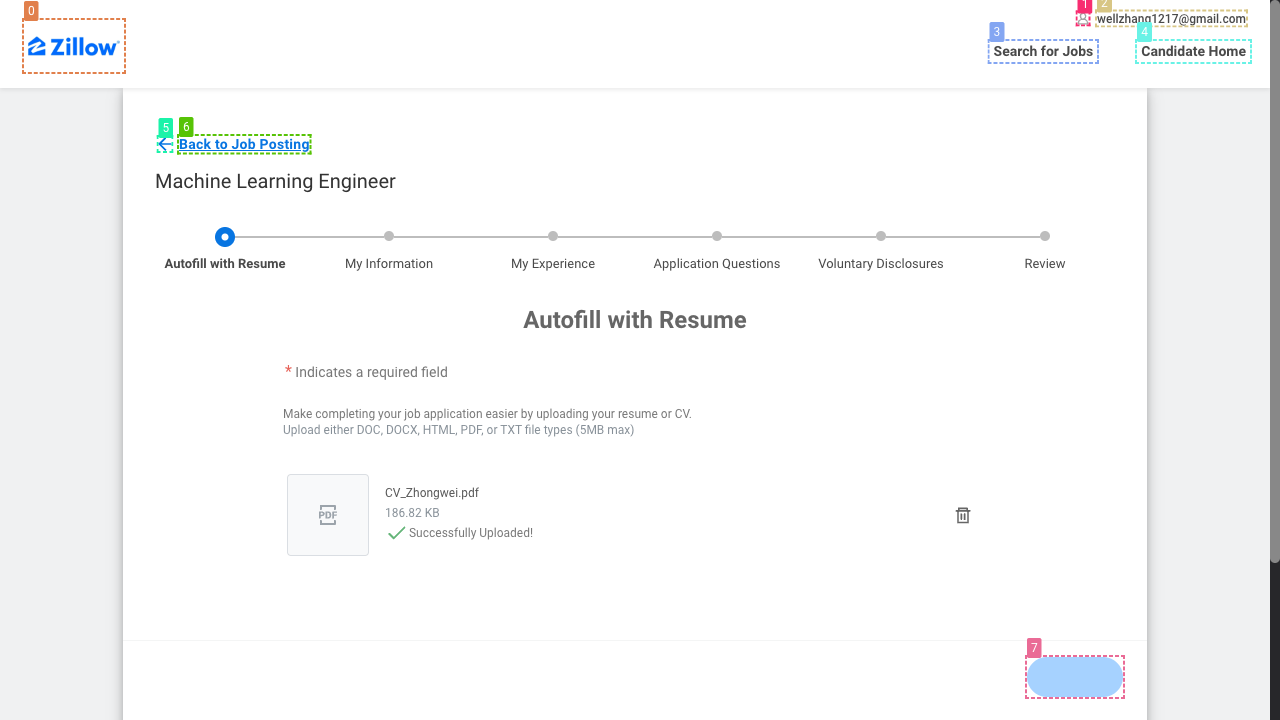 0
Zillow
1
2
wellzhang1217@gmail.com
3
Search for Jobs
4
Candidate Home
5
6
Back to Job Posting
Machine Learning Engineer
Autofill with Resume
My Information
My Experience
Application Questions
Voluntary Disclosures
Review
Autofill with Resume
* Indicates a required field
Make completing your job application easier by uploading your resume or CV.
Upload either DOC, DOCX, HTML, PDF, or TXT file types (5MB max)
PDF
CV_Zhongwei.pdf
186.82 KB
Successfully Uploaded!
7